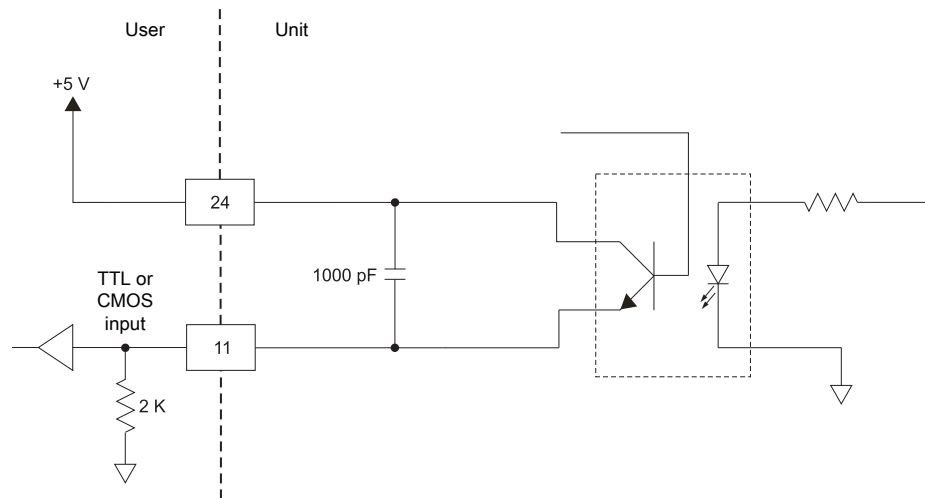 User
Unit
+5 V
24
1000 pF
TTL or
CMOS
input
11
2 K